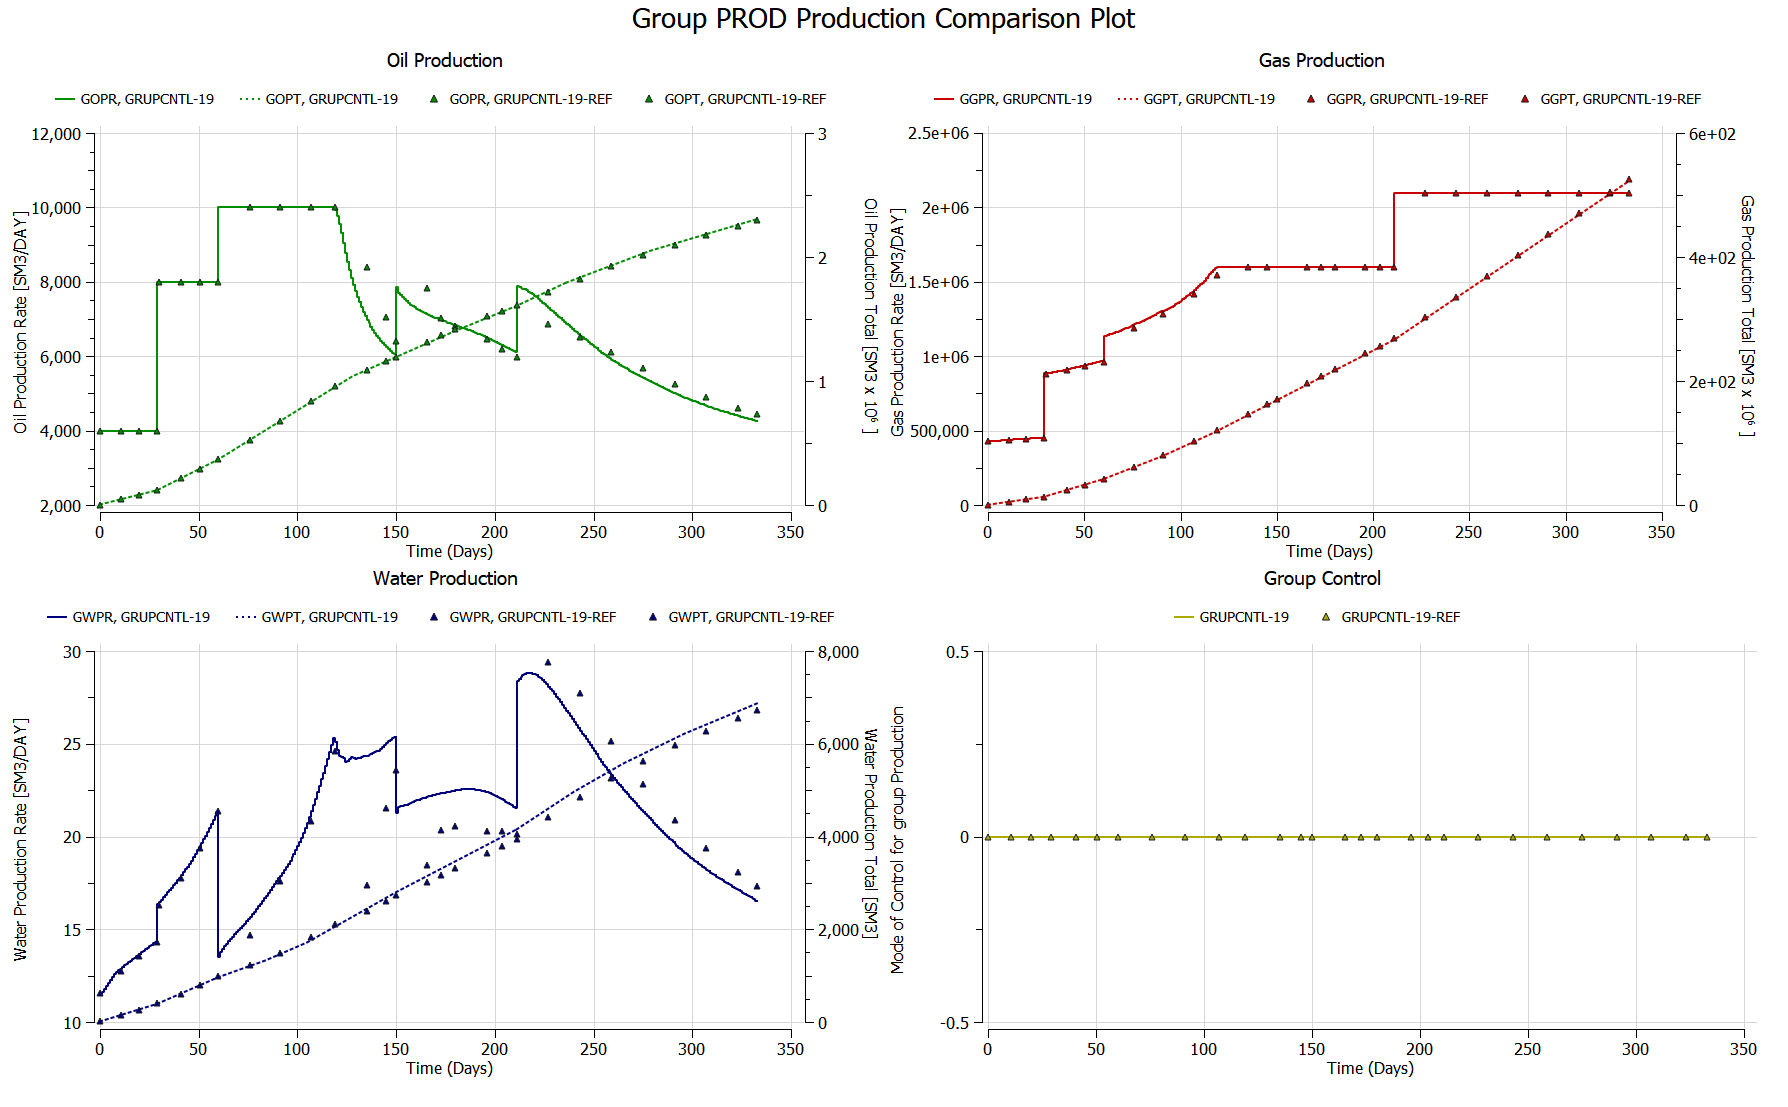 Group PROD Production Comparison Plot
Oil Production
GOPR, GRUPCNTL-19 GOPT, GRUPCNTL-19 GOPR, GRUPCNTL-19-REF GOPT, GRUPCNTL-19-REF
12,000
10,000
8,000
6,000
4,000
2,000
Oil Production Rate [SM3/DAY]
3
2
1
0
Oil Production Total [SM3 x 10⁶ ]
0 50 100 150 200 250 300 350
Time (Days)
Gas Production
GGPR, GRUPCNTL-19 GGPT, GRUPCNTL-19 GGPR, GRUPCNTL-19-REF GGPT, GRUPCNTL-19-REF
2.5e+06
2e+06
1.5e+06
1e+06
500,000
0
Gas Production Rate [SM3/DAY]
6e+02
4e+02
2e+02
0
Gas Production Total [SM3 x 10⁶ ]
0 50 100 150 200 250 300 350
Time (Days)
Water Production
GWPR, GRUPCNTL-19 GWPT, GRUPCNTL-19 GWPR, GRUPCNTL-19-REF GWPT, GRUPCNTL-19-REF
30
25
20
15
10
Water Production Rate [SM3/DAY]
8,000
6,000
4,000
2,000
0
Water Production Total [SM3]
0 50 100 150 200 250 300 350
Time (Days)
Group Control
GRUPCNTL-19 GRUPCNTL-19-REF
0.5
0
-0.5
Mode of Control for group Production
0 50 100 150 200 250 300 350
Time (Days)